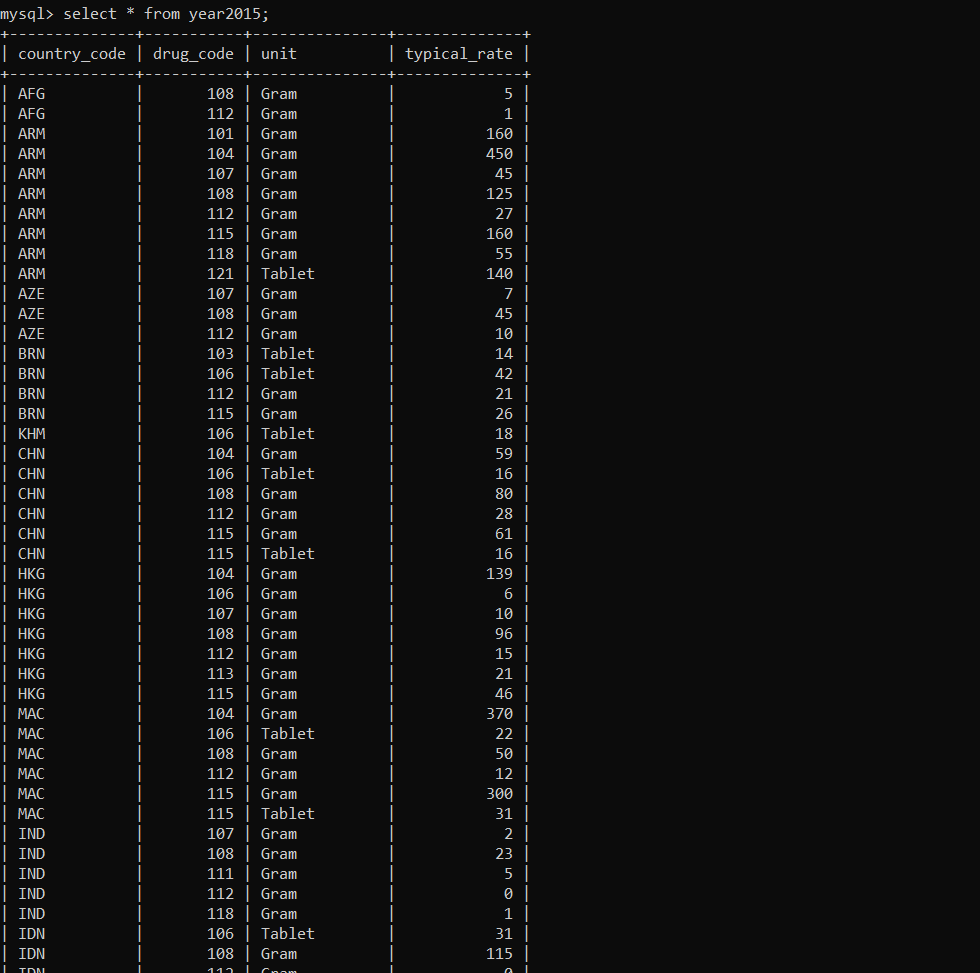 mysql> select * from year2015;
+--------------+-----------+---------------+--------------+
| country_code | drug_code | unit          | typical_rate |
+--------------+-----------+---------------+--------------+
| AFG          |       108 | Gram          |            5 |
| AFG          |       112 | Gram          |            1 |
| ARM          |       101 | Gram          |          160 |
| ARM          |       104 | Gram          |          450 |
| ARM          |       107 | Gram          |           45 |
| ARM          |       108 | Gram          |          125 |
| ARM          |       112 | Gram          |           27 |
| ARM          |       115 | Gram          |          160 |
| ARM          |       118 | Gram          |           55 |
| ARM          |       121 | Tablet        |          140 |
| AZE          |       107 | Gram          |            7 |
| AZE          |       108 | Gram          |           45 |
| AZE          |       112 | Gram          |           10 |
| BRN          |       103 | Tablet        |           14 |
| BRN          |       106 | Tablet        |           42 |
| BRN          |       112 | Gram          |           21 |
| BRN          |       115 | Gram          |           26 |
| KHM          |       106 | Tablet        |           18 |
| CHN          |       104 | Gram          |           59 |
| CHN          |       106 | Tablet        |           16 |
| CHN          |       108 | Gram          |           80 |
| CHN          |       112 | Gram          |           28 |
| CHN          |       115 | Gram          |           61 |
| CHN          |       115 | Tablet        |           16 |
| HKG          |       104 | Gram          |          139 |
| HKG          |       106 | Gram          |            6 |
| HKG          |       107 | Gram          |           10 |
| HKG          |       108 | Gram          |           96 |
| HKG          |       112 | Gram          |           15 |
| HKG          |       113 | Gram          |           21 |
| HKG          |       115 | Gram          |           46 |
| MAC          |       104 | Gram          |          370 |
| MAC          |       106 | Tablet        |           22 |
| MAC          |       108 | Gram          |           50 |
| MAC          |       112 | Gram          |           12 |
| MAC          |       115 | Gram          |          300 |
| MAC          |       115 | Tablet        |           31 |
| IND          |       107 | Gram          |            2 |
| IND          |       108 | Gram          |           23 |
| IND          |       111 | Gram          |            5 |
| IND          |       112 | Gram          |            0 |
| IND          |       118 | Gram          |            1 |
| IDN          |       106 | Tablet        |           31 |
| IDN          |       108 | Gram          |          115 |
| IDN          |       112 | Gram          |              |